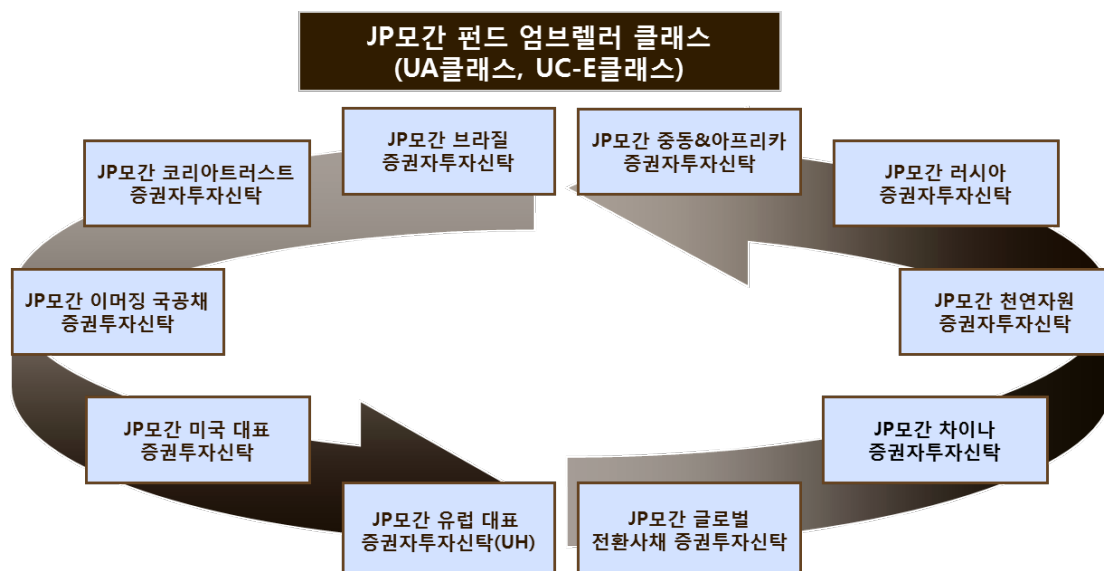 JP모간 펀드 엄브렐러 클래스
(UA클래스, UC-E클래스)
JP모간 브라질
증권자투자신탁
JP모간 중동&아프리카
증권자투자신탁
JP모간 코리아트러스트
증권자투자신탁
JP모간 러시아
증권자투자신탁
JP모간 이머징 국공채
증권투자신탁
JP모간 천연자원
증권자투자신탁
JP모간 미국 대표
증권투자신탁
JP모간 차이나
증권자투자신탁
JP모간 유럽 대표
증권자투자신탁(UH)
JP모간 글로벌
전환사채 증권투자신탁